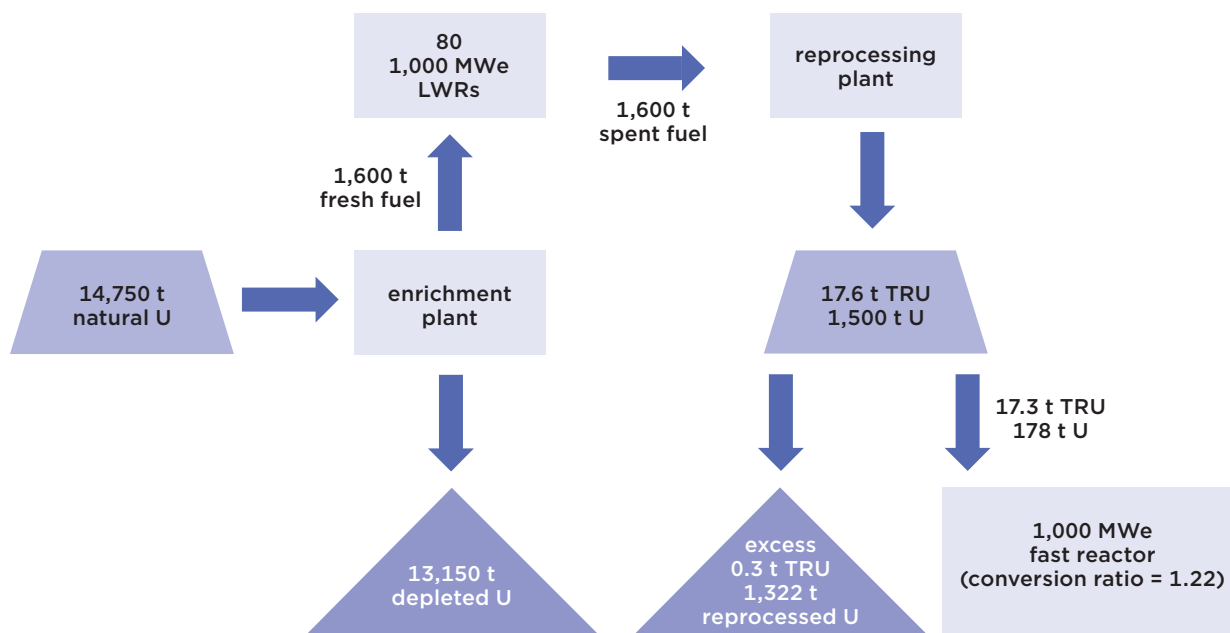 80
1,000 MWe
LWRs
reprocessing
plant
1,600 t
spent fuel
1,600 t
fresh fuel
14,750 t
natural U
enrichment
plant
17.6 t TRU
1,500 t U
17.3 t TRU
178 t U
13,150 t
depleted U
excess
0.3 t TRU
1,322 t
reprocessed U
1,000 MWe
fast reactor
(conversion ratio = 1.22)